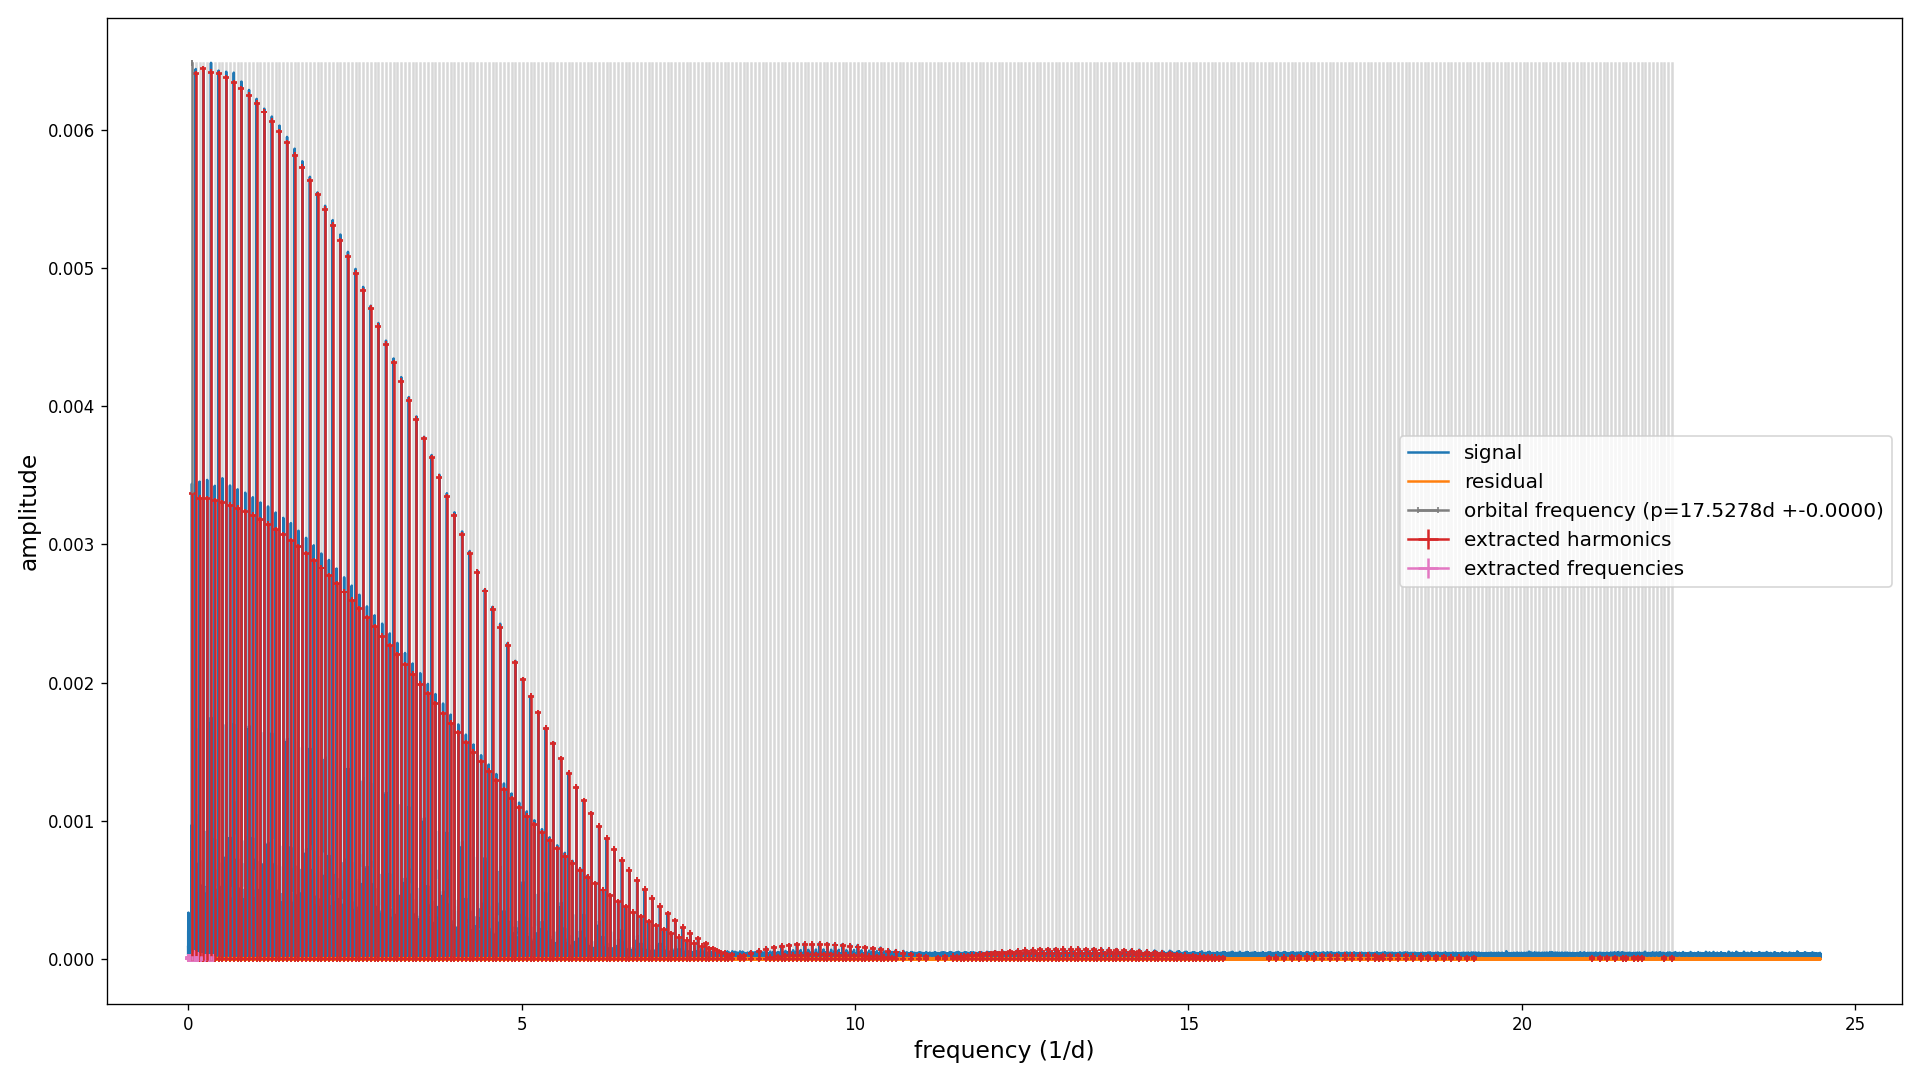 0.006
0.005
0.004
0.003
0.002
0.001
0.000
amplitude
signal
residual
orbital frequency (p=17.5278d +-0.0000)
extracted harmonics
extracted frequencies
0 5 10 15 20 25
frequency (1/d)